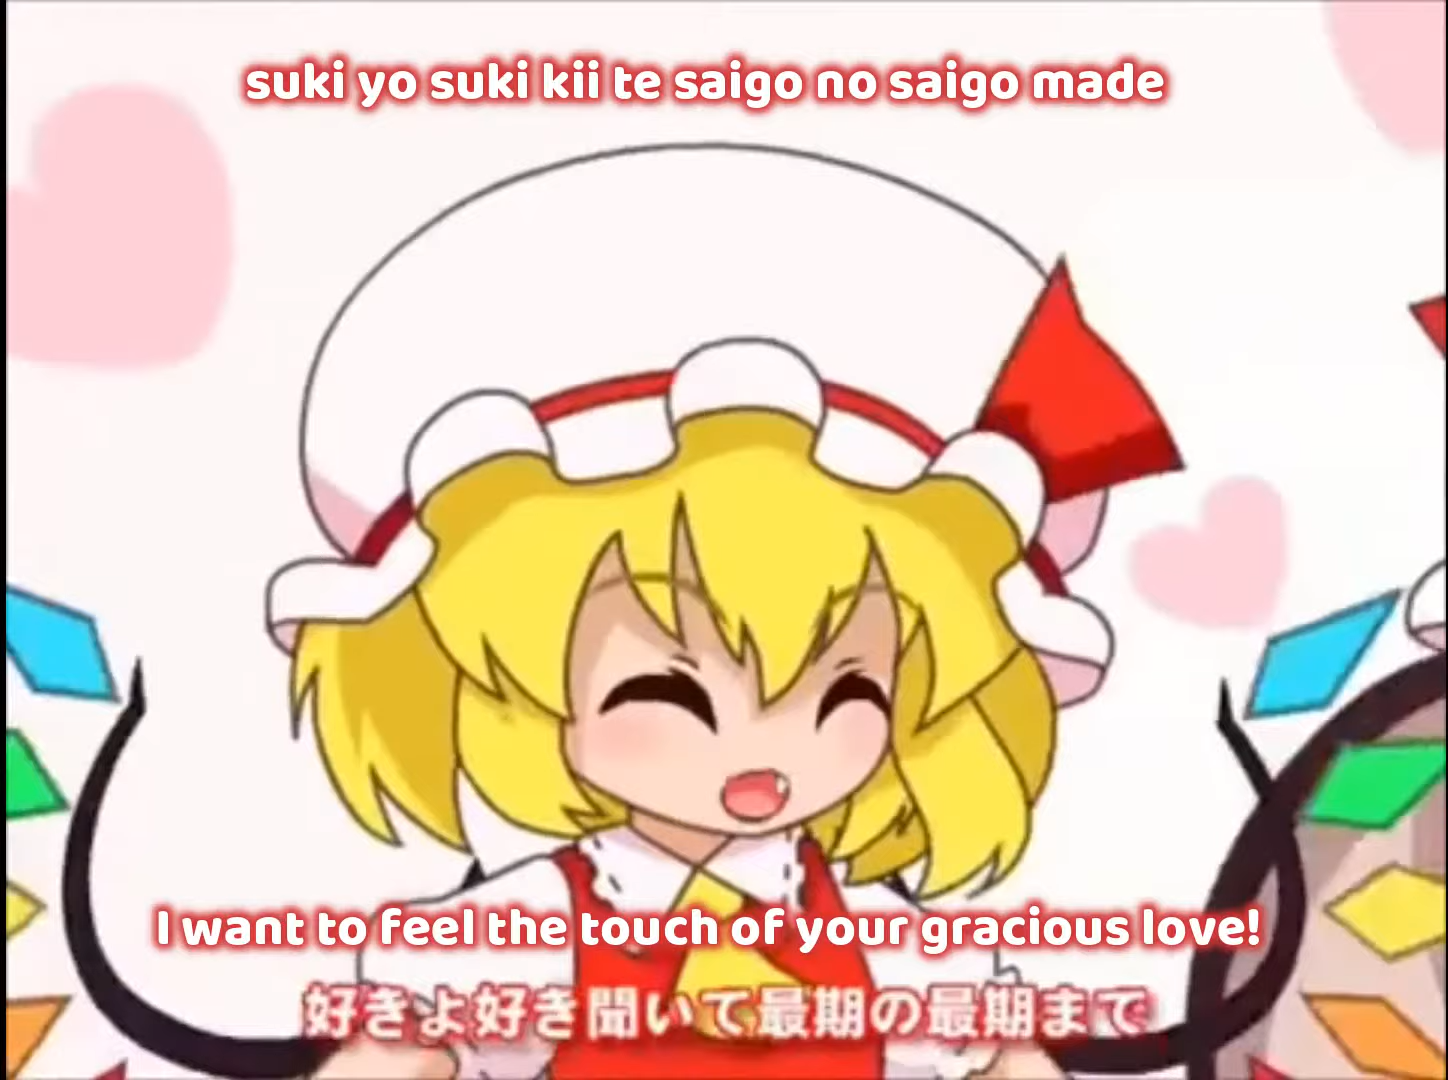 suki yo suki kii te saigo no saigo made
I want to feel the touch of your gracious love!
好きよ好き聞いて最期の最期まで